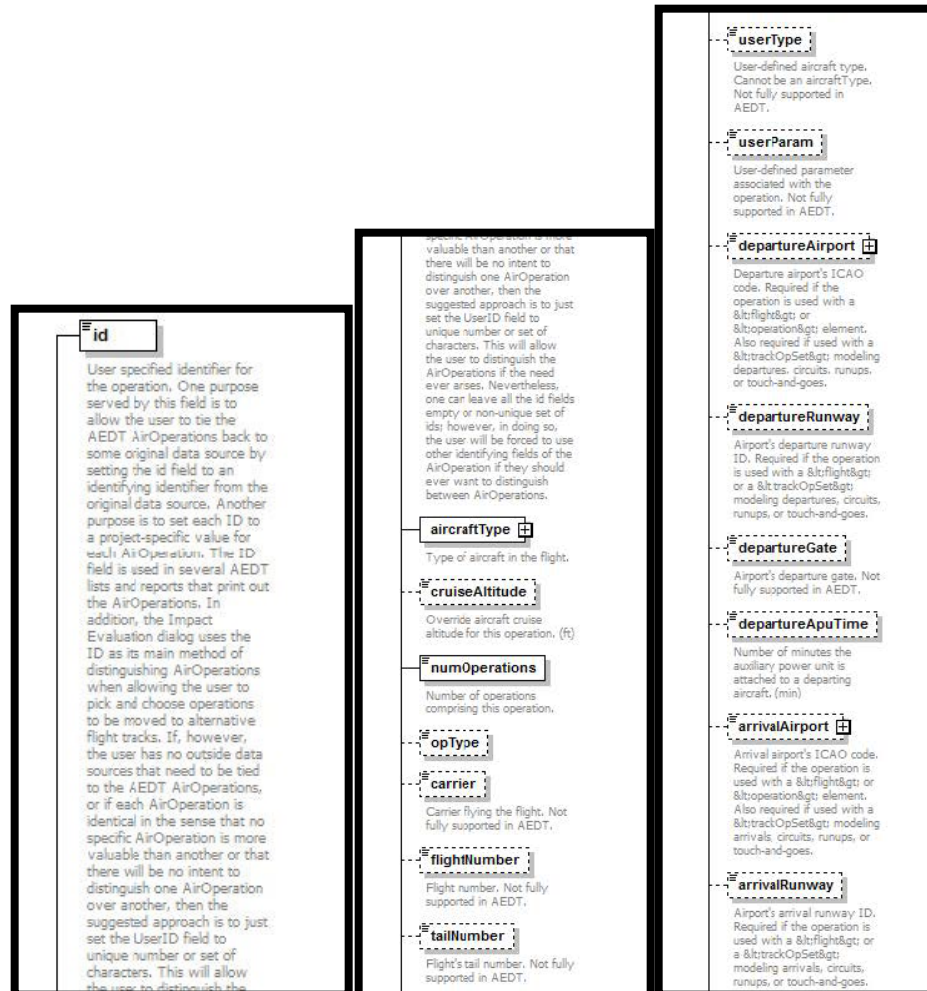 id
User specified identifier for
the operation. One purpose
served by this field is to
allow the user to tie the
AEDT AirOperations back to
some original data source by
setting the id field to an
identifying identifier from the
original data source. Another
purpose is to set each ID to
a project-specific value for
each AirOperation. The ID
field is used in several AEDT
lists and reports that print out
the AirOperations. In
addition, the Impact
Evaluation dialog uses the
ID as its main method of
distinguishing AirOperations
when allowing the user to
pick and choose operations
to be moved to alternative
flight tracks. If, however,
the user has no outside data
sources that need to be tied
to the AEDT AirOperations,
or if each AirOperation is
identical in the sense that no
specific AirOperation is more
valuable than another or that
there will be no intent to
distinguish one AirOperation
over another, then the
suggested approach is to just
set the UserID field to
unique number or set of
characters. This will allow
the user to distinguish the
specific AirOperation is more
valuable than another or that
there will be no intent to
distinguish one AirOperation
over another, then the
suggested approach is to just
set the UserID field to
unique number or set of
characters. This will allow
the user to distinguish the
AirOperations if the need
ever arses. Nevertheless,
one can leave all the id fields
empty or non-unique set of
ids; however, in doing so,
the user will be forced to use
other identifying fields of the
AirOperation if they should
ever want to distinguish
between AirOperations.
aircraftType
Type of aircraft in the flight.
cruiseAltitude
Override aircraft cruise
altitude for this operation. (ft)
numOperations
Number of operations
comprising this operation.
opType
carrier
Carrier flying the flight. Not
fully supported in AEDT.
flightNumber
Flight number. Not fully
supported in AEDT.
tailNumber
Flight's tail number. Not fully
supported in AEDT.
userType
User-defined aircraft type.
Cannot be an aircraftType.
Not fully supported in
AEDT.
userParam
User-defined parameter
associated with the
operation. Not fully
supported in AEDT.
departureAirport
Departure airport's ICAO
code. Required if the
operation is used with a
&lt;flight&gt; or
&lt;operation&gt; element.
Also required if used with a
&lt;trackOpSet&gt; modeling
departures, circuits, runups,
or touch-and-goes.
departureRunway
Airport's departure runway
ID. Required if the operation
is used with a &lt;flight&gt;
or a &lt;trackOpSet&gt;
modeling departures, circuits,
runups, or touch-and-goes.
departureGate
Airport's departure gate. Not
fully supported in AEDT.
departureApuTime
Number of minutes the
auxiliary power unit is
attached to a departing
aircraft. (min)
arrivalAirport
Arrival airport's ICAO code.
Required if the operation is
used with a &lt;flight&gt; or
&lt;operation&gt; element.
Also required if used with a
&lt;trackOpSet&gt; modeling
arrivals, circuits, runups, or
touch-and-goes.
arrivalRunway
Airport's arrival runway ID.
Required if the operation is
used with a &lt;flight&gt; or
a &lt;trackOpSet&gt;
modeling arrivals, circuits,
runups, or touch-and-goes.